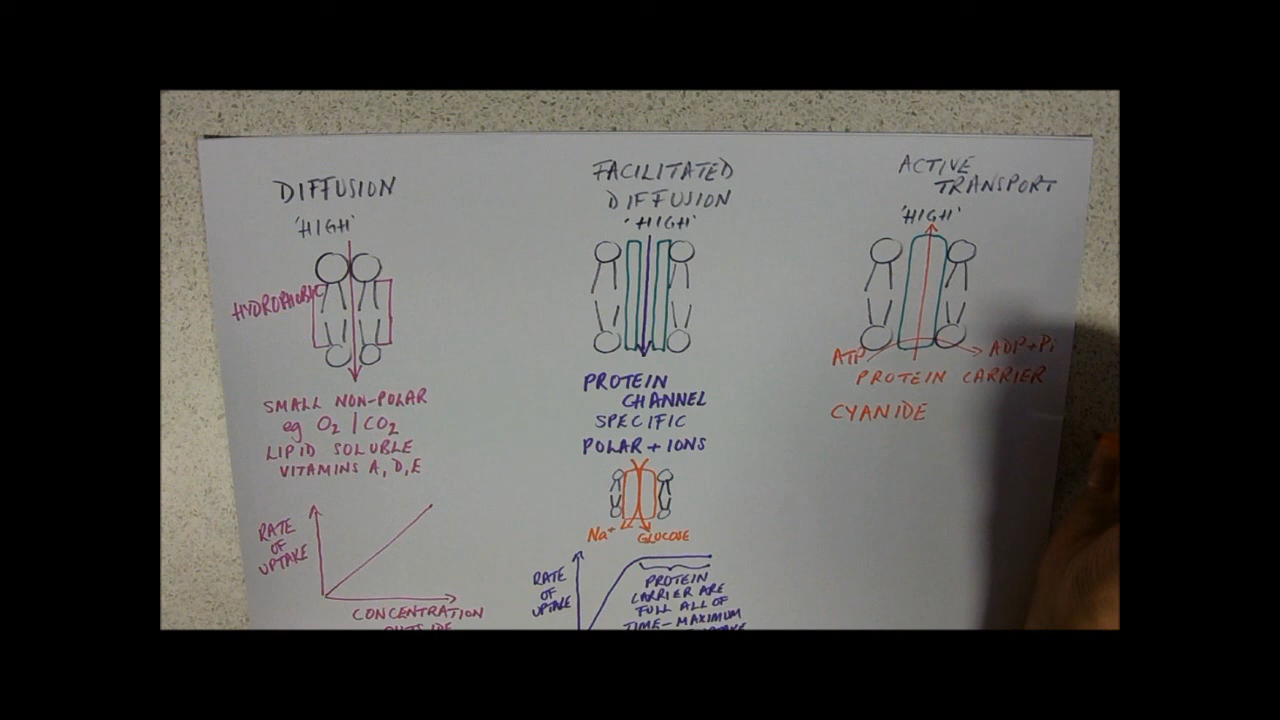 DIFFUSION
'HIGH'
HYDROPHOBIC
SMALL NON-POLAR
eg O2 / CO2
LIPID SOLUBLE
VITAMINS A, D, E
RATE
OF
UPTAKE
CONCENTRATION
OUTSIDE
FACILITATED
DIFFUSION
'HIGH'
PROTEIN
CHANNEL
SPECIFIC
POLAR + IONS
Na+
GLUCOSE
RATE
OF
UPTAKE
PROTEIN
CARRIER ARE
FULL ALL OF
TIME - MAXIMUM
UPTAKE
ACTIVE
TRANSPORT
'HIGH'
ATP
ADP + Pi
PROTEIN CARRIER
CYANIDE